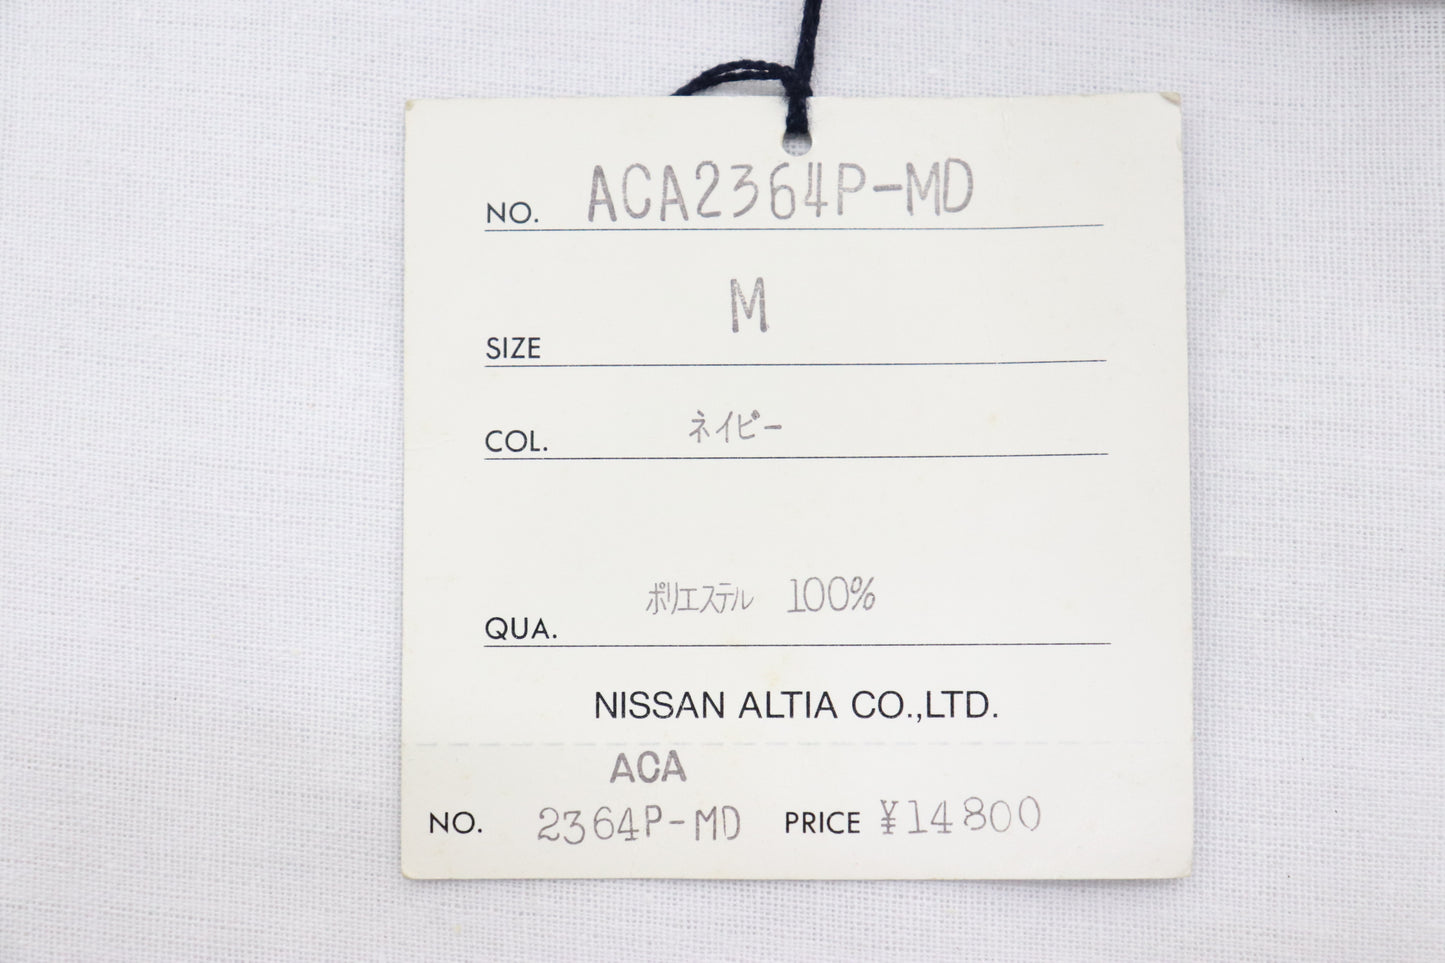 NO. ACA2364P-MD
SIZE M
COL. ネイビー
QUA. ポリエステル 100%
NISSAN ALTIA CO.,LTD.
ACA
NO. 2364P-MD PRICE ¥14800